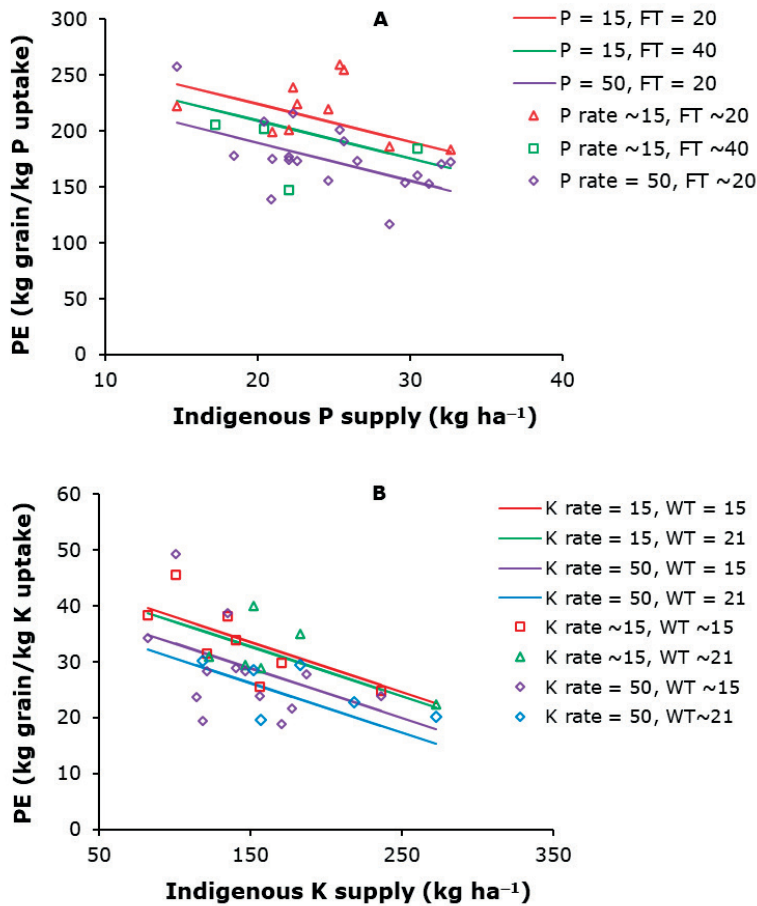 A
PE (kg grain/kg P uptake)
300
250
200
150
100
50
0
10 20 30 40
Indigenous P supply (kg ha⁻¹)
P = 15, FT = 20
P = 15, FT = 40
P = 50, FT = 20
P rate ~15, FT ~20
P rate ~15, FT ~40
P rate = 50, FT ~20
B
PE (kg grain/kg K uptake)
60
50
40
30
20
10
0
50 150 250 350
Indigenous K supply (kg ha⁻¹)
K rate = 15, WT = 15
K rate = 15, WT = 21
K rate = 50, WT = 15
K rate = 50, WT = 21
K rate ~15, WT ~15
K rate ~15, WT ~21
K rate = 50, WT ~15
K rate = 50, WT~21